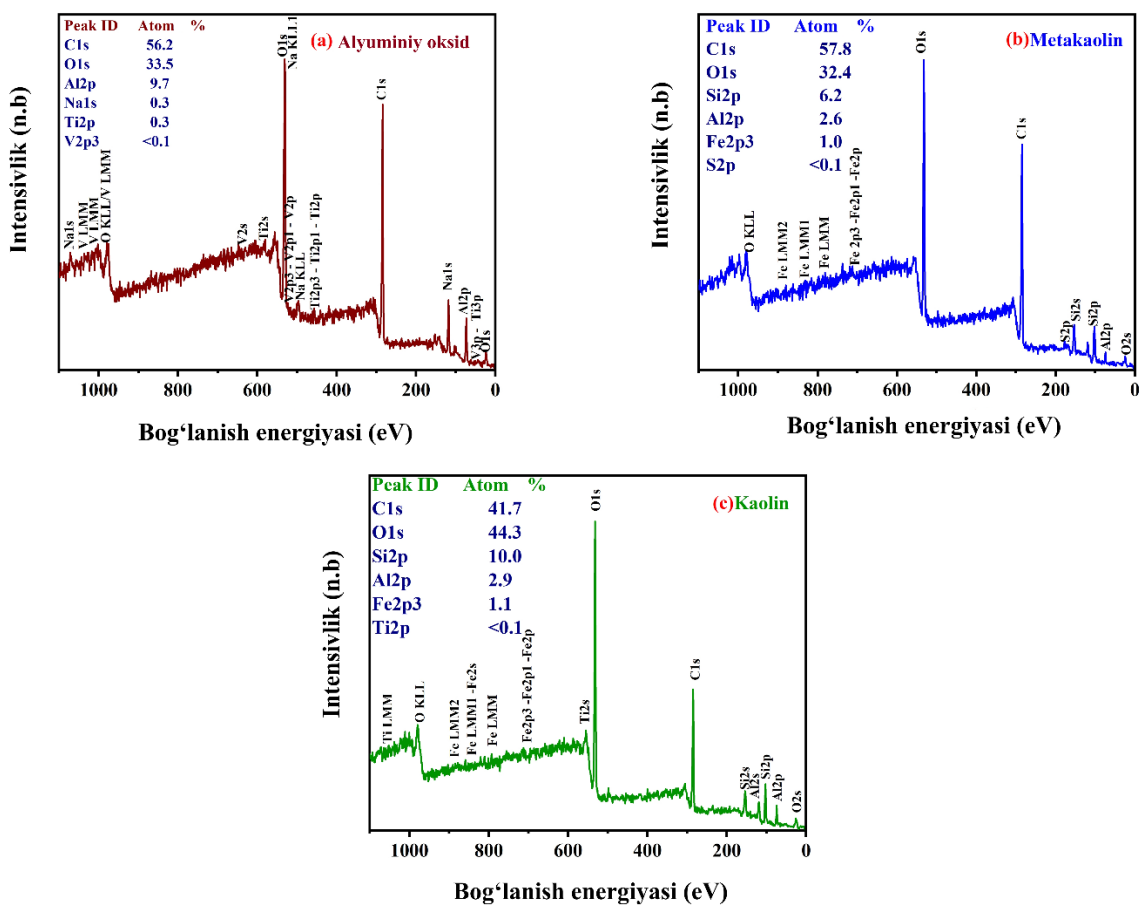 Peak ID Atom %
C1s 56.2
O1s 33.5
Al2p 9.7
Na1s 0.3
Ti2p 0.3
V2p3 <0.1
(a) Alyuminiy oksid
Na1s
V LMM
V LMM
O KLL/V LMM
V2s
Ti2s
O1s
Na KLL1
V2p3 - V2p1 - V2p
Na KLL
Ti2p3 - Ti2p1 - Ti2p
C1s
Na1s
Al2p
V3p - Ti3p
O1s
1000 800 600 400 200 0
Intensivlik (n.b)
Bog‘lanish energiyasi (eV)
Peak ID Atom %
C1s 57.8
O1s 32.4
Si2p 6.2
Al2p 2.6
Fe2p3 1.0
S2p <0.1
(b) Metakaolin
O KLL
Fe LMM2
Fe LMM1
Fe LMM
Fe 2p3 -Fe2p1 -Fe2p
O1s
C1s
S2p
Si2s
Si2p
Al2p
O2s
1000 800 600 400 200 0
Intensivlik (n.b)
Bog‘lanish energiyasi (eV)
Peak ID Atom %
C1s 41.7
O1s 44.3
Si2p 10.0
Al2p 2.9
Fe2p3 1.1
Ti2p <0.1
(c) Kaolin
Ti LMM
O KLL
Fe LMM2
Fe LMM1 -Fe2s
Fe LMM
Fe2p3 -Fe2p1 -Fe2p
Ti2s
O1s
C1s
Si2s
Al2s
Si2p
Al2p
O2s
1000 800 600 400 200 0
Intensivlik (n.b)
Bog‘lanish energiyasi (eV)